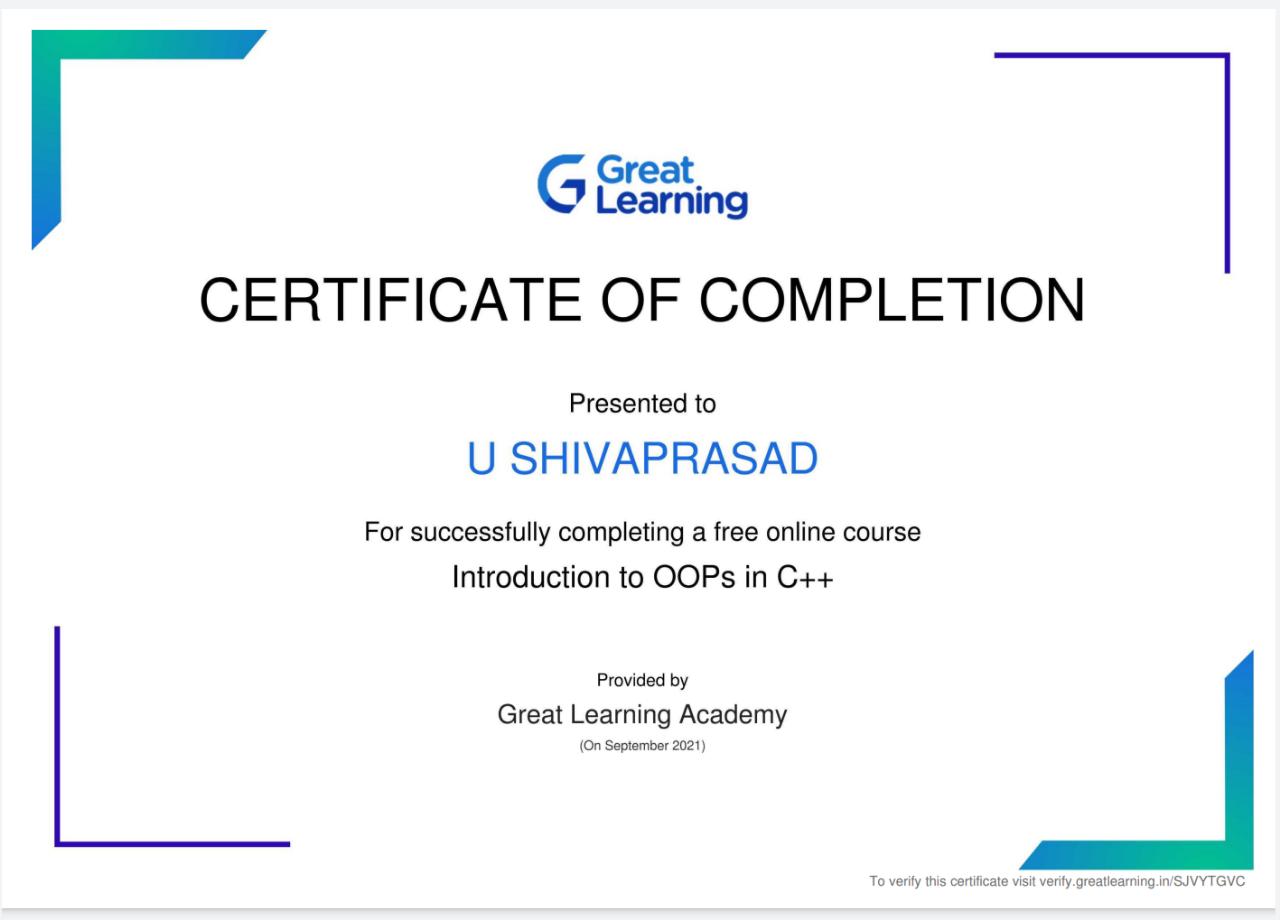 Great
Learning
CERTIFICATE OF COMPLETION
Presented to
U SHIVAPRASAD
For successfully completing a free online course
Introduction to OOPs in C++
Provided by
Great Learning Academy
(On September 2021)
To verify this certificate visit verify.greatlearning.in/SJVYTGVC